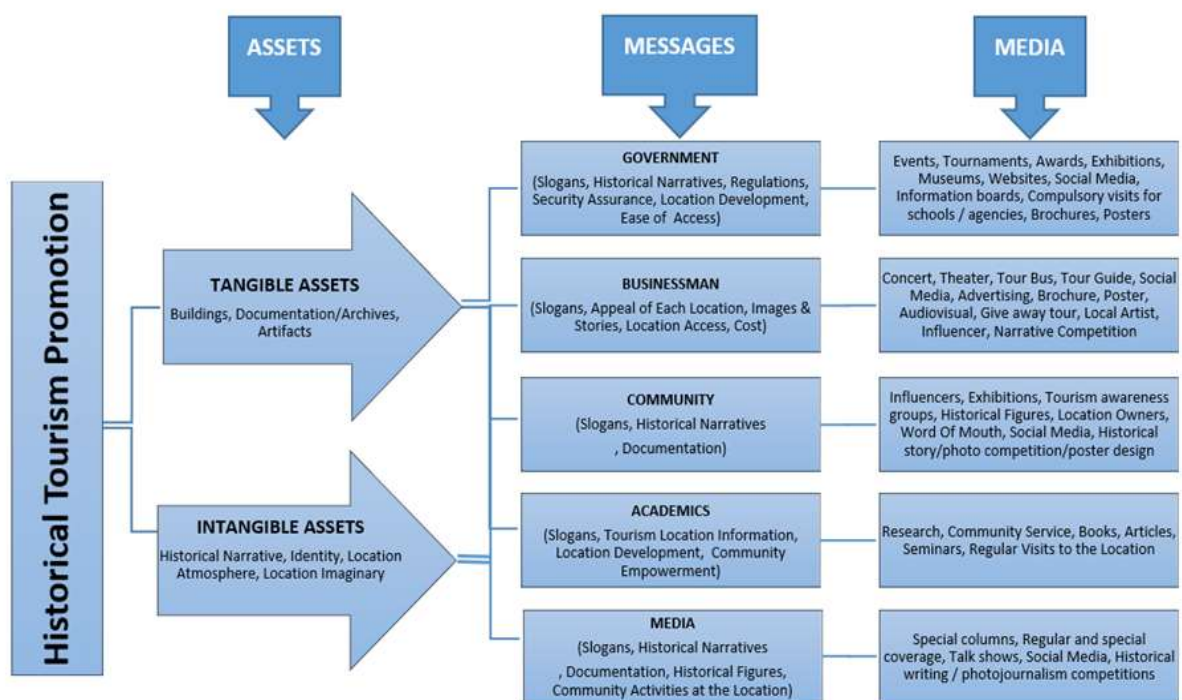 ASSETS
MESSAGES
MEDIA
Historical Tourism Promotion
TANGIBLE ASSETS
Buildings, Documentation/Archives,
Artifacts
INTANGIBLE ASSETS
Historical Narrative, Identity, Location
Atmosphere, Location Imaginary
GOVERNMENT
(Slogans, Historical Narratives, Regulations,
Security Assurance, Location Development,
Ease of Access)
Events, Tournaments, Awards, Exhibitions,
Museums, Websites, Social Media,
Information boards, Compulsory visits for
schools / agencies, Brochures, Posters
BUSINESSMAN
(Slogans, Appeal of Each Location, Images &
Stories, Location Access, Cost)
Concert, Theater, Tour Bus, Tour Guide, Social
Media, Advertising, Brochure, Poster,
Audiovisual, Give away tour, Local Artist,
Influencer, Narrative Competition
COMMUNITY
(Slogans, Historical Narratives
, Documentation)
Influencers, Exhibitions, Tourism awareness
groups, Historical Figures, Location Owners,
Word Of Mouth, Social Media, Historical
story/photo competition/poster design
ACADEMICS
(Slogans, Tourism Location Information,
Location Development, Community
Empowerment)
Research, Community Service, Books, Articles,
Seminars, Regular Visits to the Location
MEDIA
(Slogans, Historical Narratives
, Documentation, Historical Figures,
Community Activities at the Location)
Special columns, Regular and special
coverage, Talk shows, Social Media, Historical
writing / photojournalism competitions